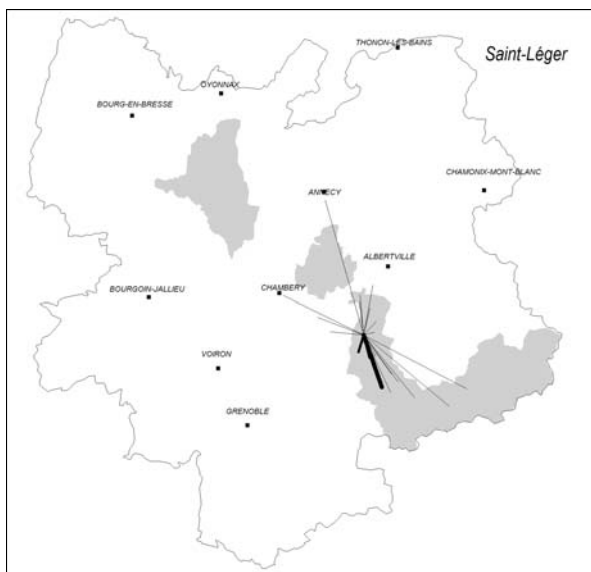 THONON-LES-BAINS
Saint-Léger
OYONNAX
BOURG-EN-BRESSE
CHAMONIX-MONT-BLANC
ANNECY
ALBERTVILLE
BOURGOIN-JALLIEU
CHAMBERY
VOIRON
GRENOBLE